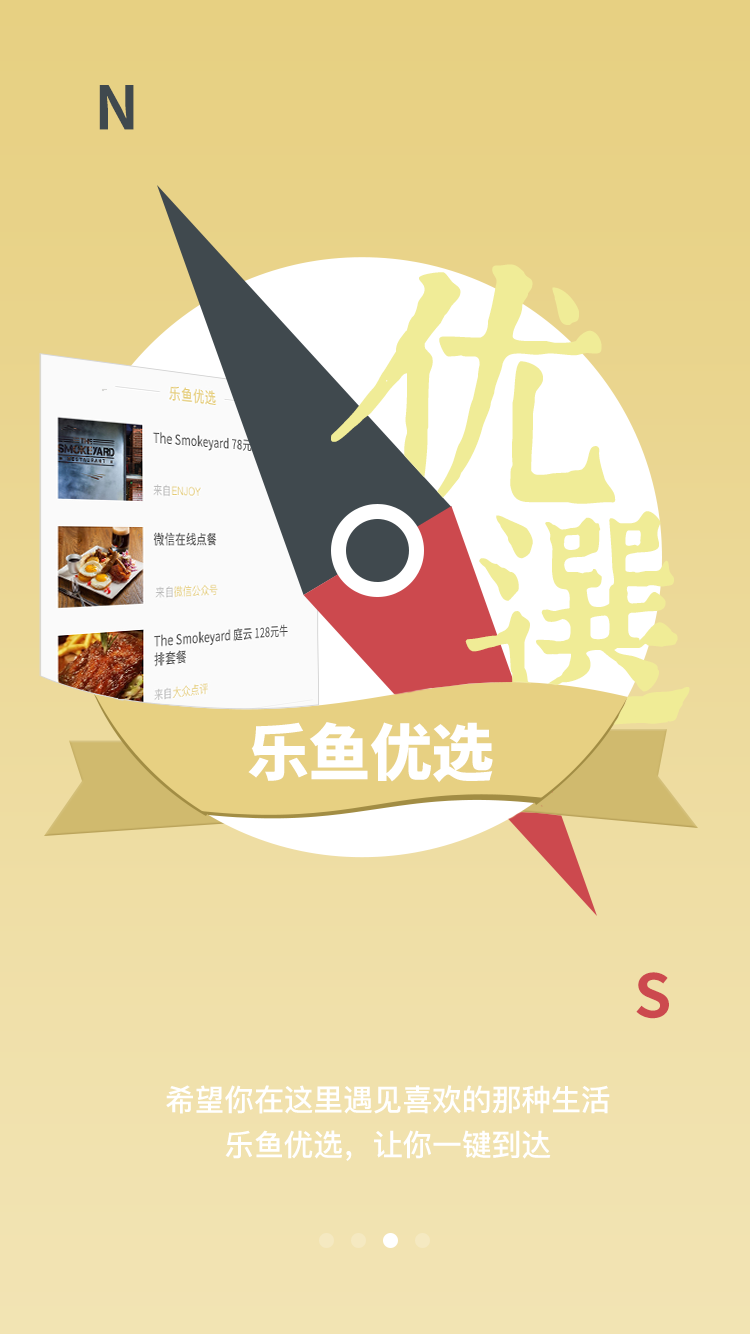 N
优
選
乐鱼优选
THE
SMOKEYARD
RESTAURANT
The Smokeyard 78元
来自ENJOY
微信在线点餐
来自微信公众号
The Smokeyard 庭云 128元牛
排套餐
来自大众点评
乐鱼优选
S
希望你在这里遇见喜欢的那种生活
乐鱼优选，让你一键到达